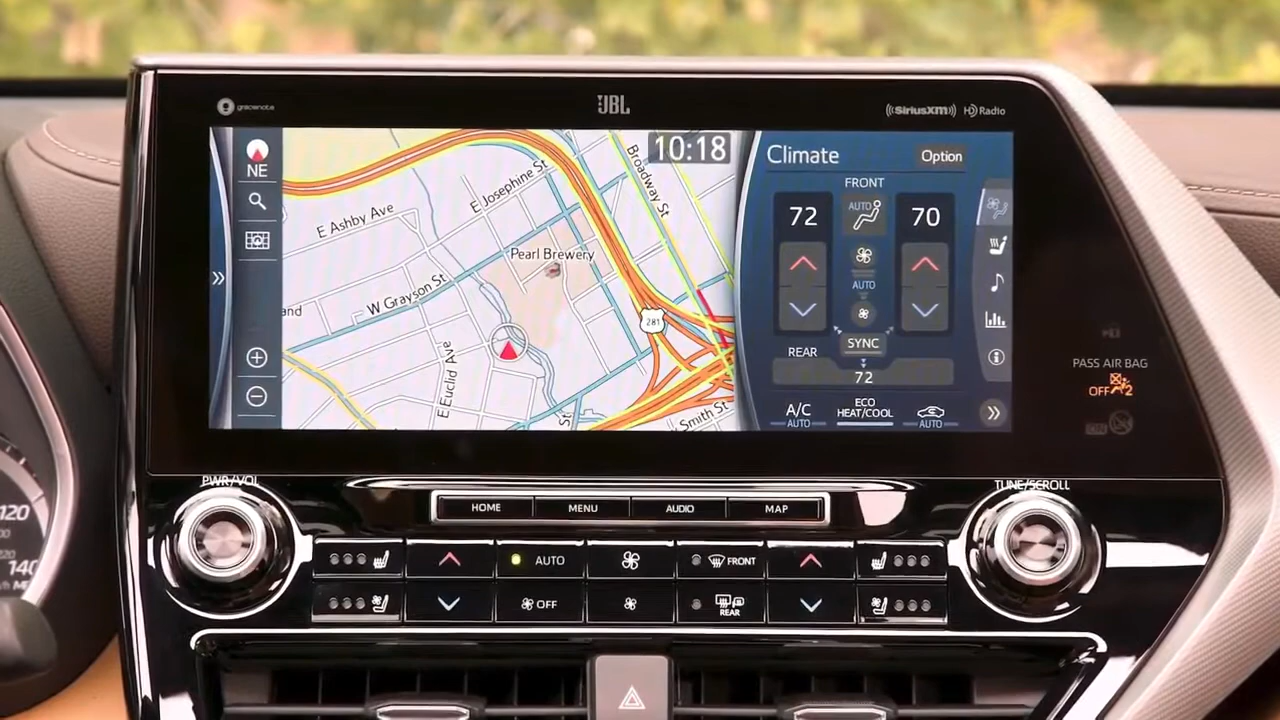 gracenote
JBL
SiriusXM
HD Radio
NE
10:18
E Josephine St
Broadway St
E Ashby Ave
Pearl Brewery
W Grayson St
and
281
E Euclid Ave
St
Smith St
Climate
Option
FRONT
72
AUTO
70
AUTO
SYNC
REAR
72
A/C
AUTO
ECO
HEAT/COOL
AUTO
PASS AIR BAG
OFF
2
PWR/VOL
TUNE/SCROLL
HOME
MENU
AUDIO
MAP
AUTO
FRONT
OFF
REAR
120
140